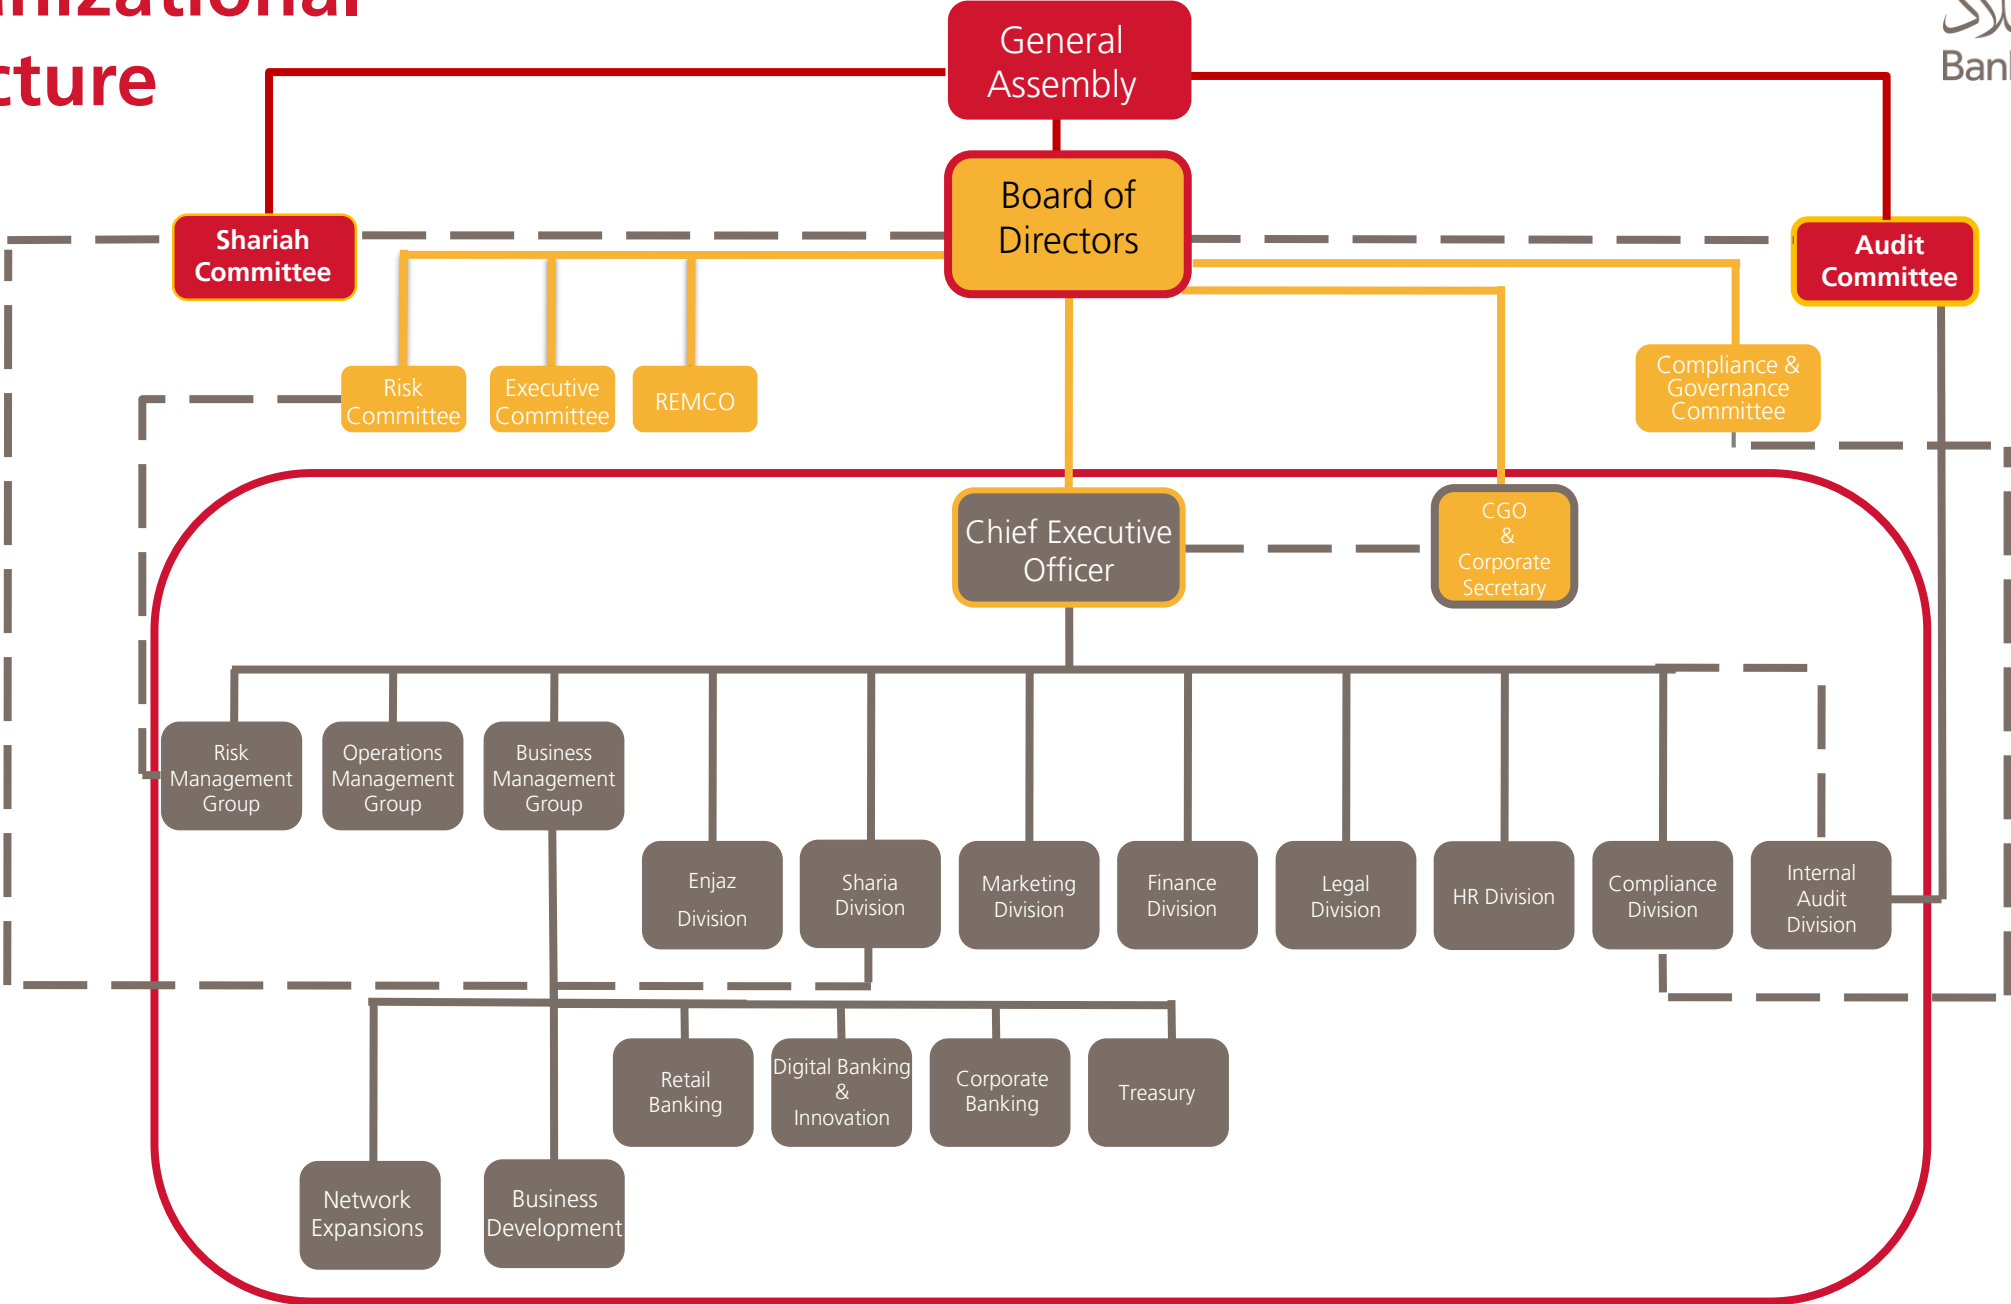 General
Assembly
Board of
Directors
Shariah
Committee
Audit
Committee
Risk
Committee
Executive
Committee
REMCO
Compliance &
Governance
Committee
Chief Executive
Officer
CGO
&
Corporate
Secretary
Risk
Management
Group
Operations
Management
Group
Business
Management
Group
Enjaz
Division
Sharia
Division
Marketing
Division
Finance
Division
Legal
Division
HR Division
Compliance
Division
Internal
Audit
Division
Retail
Banking
Digital Banking
&
Innovation
Corporate
Banking
Treasury
Network
Expansions
Business
Development